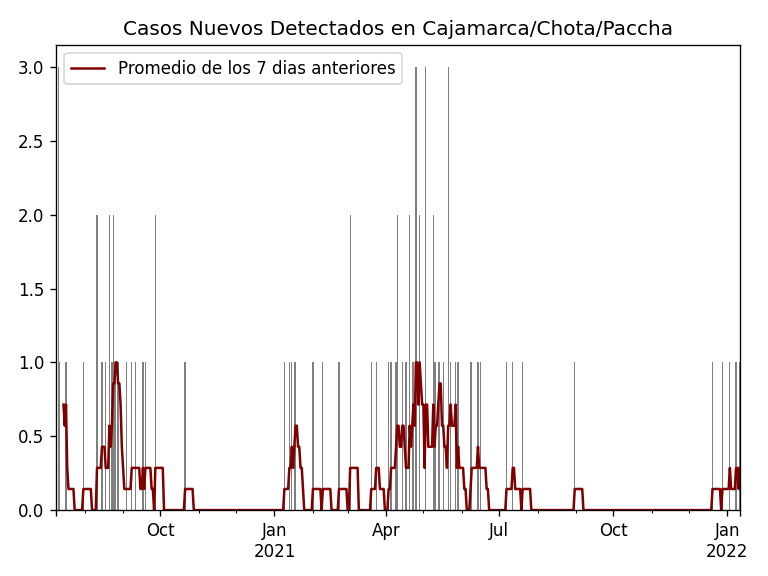 Casos Nuevos Detectados en Cajamarca/Chota/Paccha
Promedio de los 7 dias anteriores
3.0
2.5
2.0
1.5
1.0
0.5
0.0
Oct
Jan
2021
Apr
Jul
Oct
Jan
2022